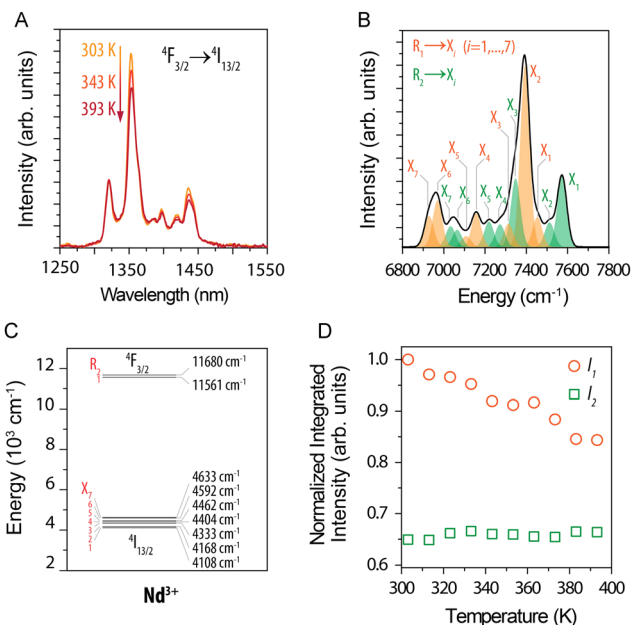 A
303 K
343 K
393 K
⁴F₃/₂→⁴I₁₃/₂
Intensity (arb. units)
1250 1350 1450 1550
Wavelength (nm)
B
R₁→Xᵢ (i=1,...,7)
R₂→Xᵢ
X₂
X₃
X₃
X₁
X₅
X₄
X₇
X₆
X₇
X₆
X₅
X₄
X₂
X₁
Intensity (arb. units)
6800 7000 7200 7400 7600 7800
Energy (cm⁻¹)
C
12
10
8
6
4
2
Energy (10³ cm⁻¹)
R₂
1
⁴F₃/₂
11680 cm⁻¹
11561 cm⁻¹
X₇
6
5
4
3
2
1
⁴I₁₃/₂
4633 cm⁻¹
4592 cm⁻¹
4462 cm⁻¹
4404 cm⁻¹
4333 cm⁻¹
4168 cm⁻¹
4108 cm⁻¹
Nd³⁺
D
1.0
0.9
0.8
0.7
0.6
Normalized Integrated
Intensity (arb. units)
I₁
I₂
300 320 340 360 380 400
Temperature (K)